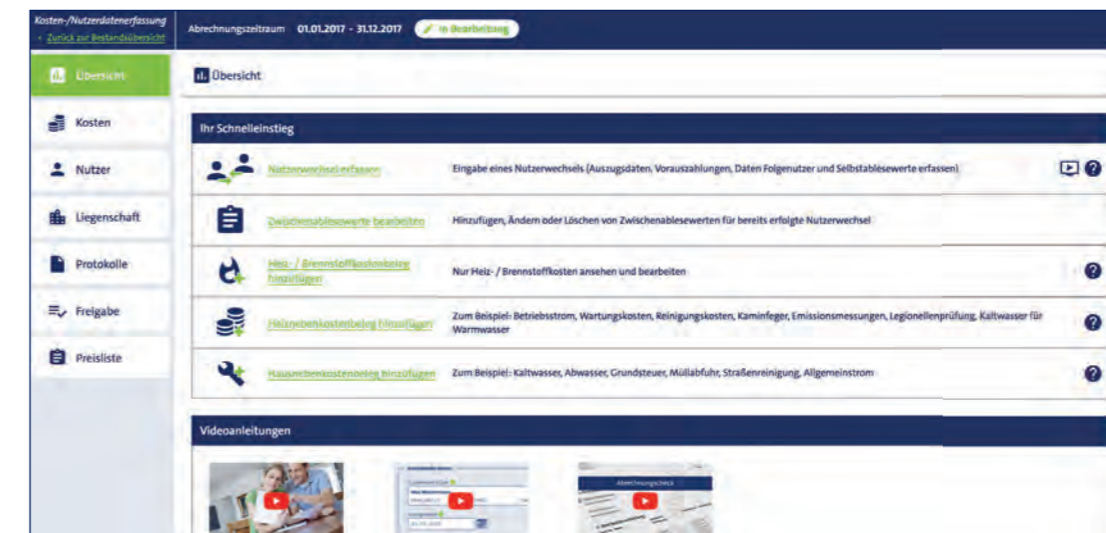 Kosten-/Nutzerdatenerfassung
‹ Zurück zur Bestandsübersicht
Abrechnungszeitraum 01.01.2017 - 31.12.2017 In Bearbeitung
Übersicht
Kosten
Nutzer
Liegenschaft
Protokolle
Freigabe
Preisliste
Übersicht
Ihr Schnelleinstieg
Nutzerwechsel erfassen
Eingabe eines Nutzerwechsels (Auszugsdaten, Vorauszahlungen, Daten Folgenutzer und Selbstablesewerte erfassen)
Zwischenablesewerte bearbeiten
Hinzufügen, Ändern oder Löschen von Zwischenablesewerten für bereits erfolgte Nutzerwechsel
Heiz- / Brennstoffkostenbeleg
hinzufügen
Nur Heiz- / Brennstoffkosten ansehen und bearbeiten
Heiznebenkostenbeleg hinzufügen
Zum Beispiel: Betriebsstrom, Wartungskosten, Reinigungskosten, Kaminfeger, Emissionsmessungen, Legionellenprüfung, Kaltwasser für
Warmwasser
Hausnebenkostenbeleg hinzufügen
Zum Beispiel: Kaltwasser, Abwasser, Grundsteuer, Müllabfuhr, Straßenreinigung, Allgemeinstrom
Videoanleitungen
Abrechnungscheck